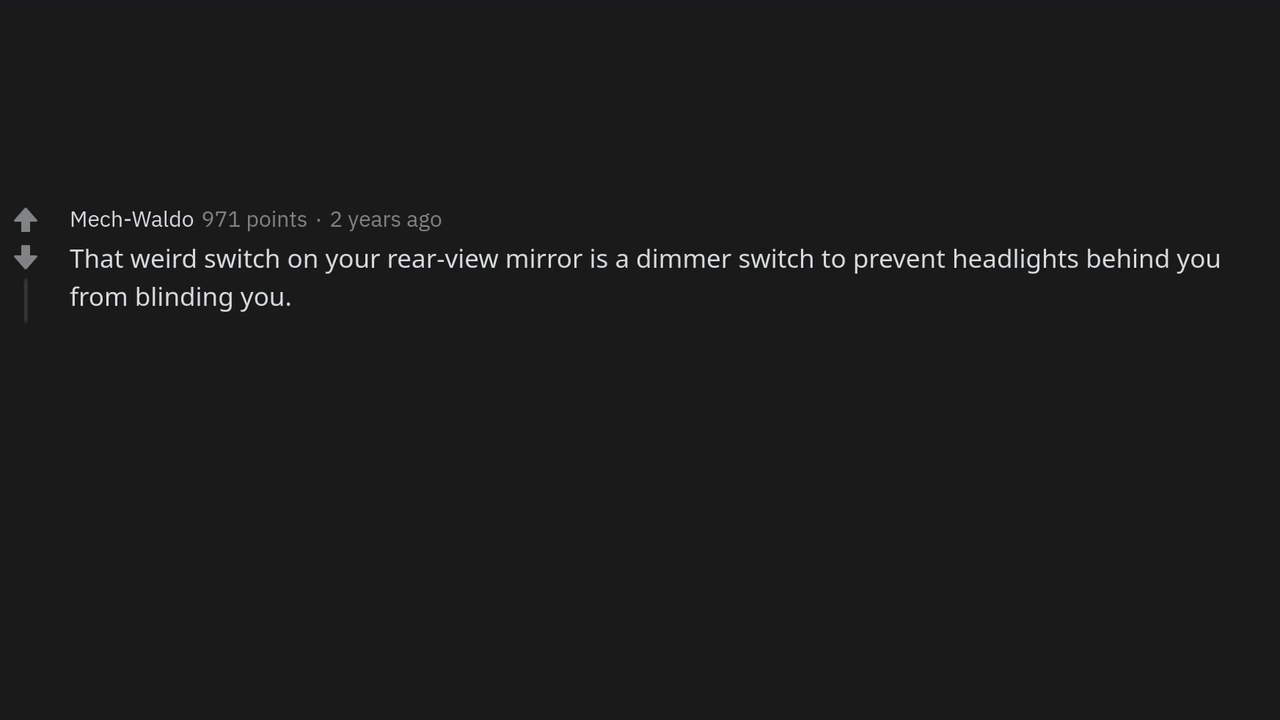 Mech-Waldo 971 points · 2 years ago
That weird switch on your rear-view mirror is a dimmer switch to prevent headlights behind you
from blinding you.